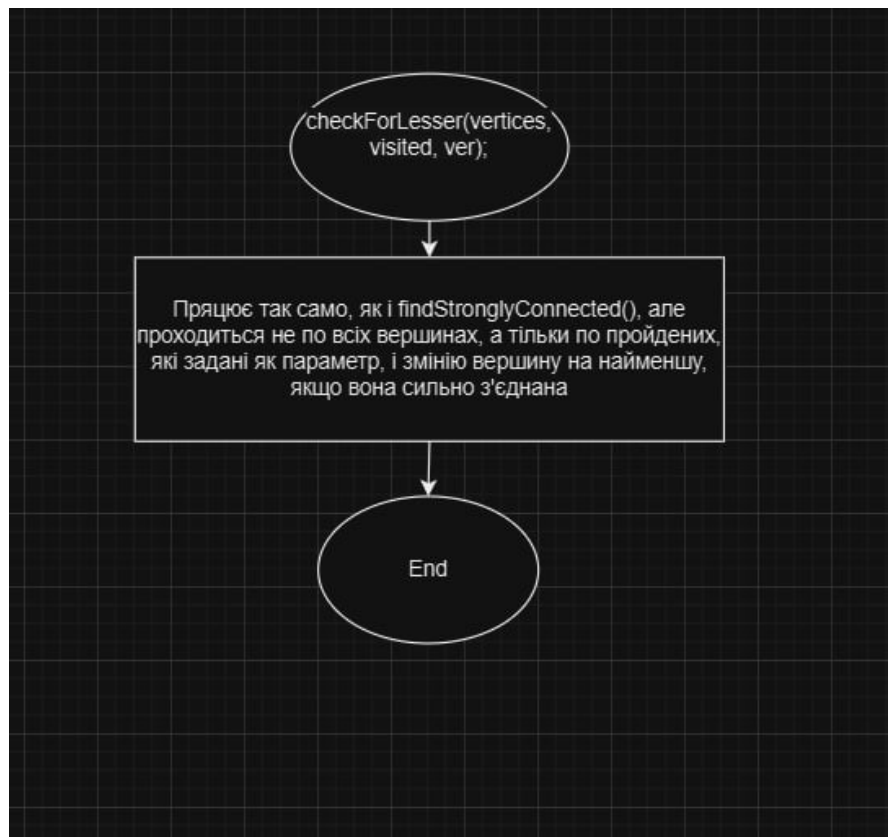 checkForLesser(vertices,
visited, ver);
Пряцює так само, як і findStronglyConnected(), але
проходиться не по всіх вершинах, а тільки по пройдених,
які задані як параметр, і змінію вершину на найменшу,
якщо вона сильно з'єднана
End